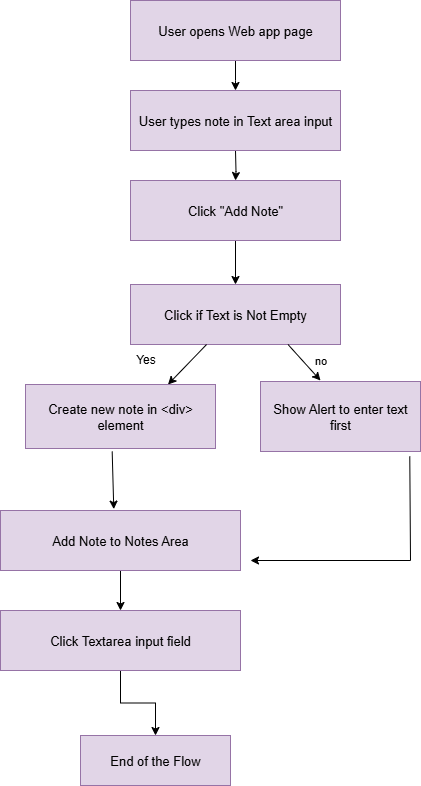 User opens Web app page
User types note in Text area input
Click "Add Note"
Click if Text is Not Empty
Yes
no
Create new note in <div>
element
Show Alert to enter text
first
Add Note to Notes Area
Click Textarea input field
End of the Flow